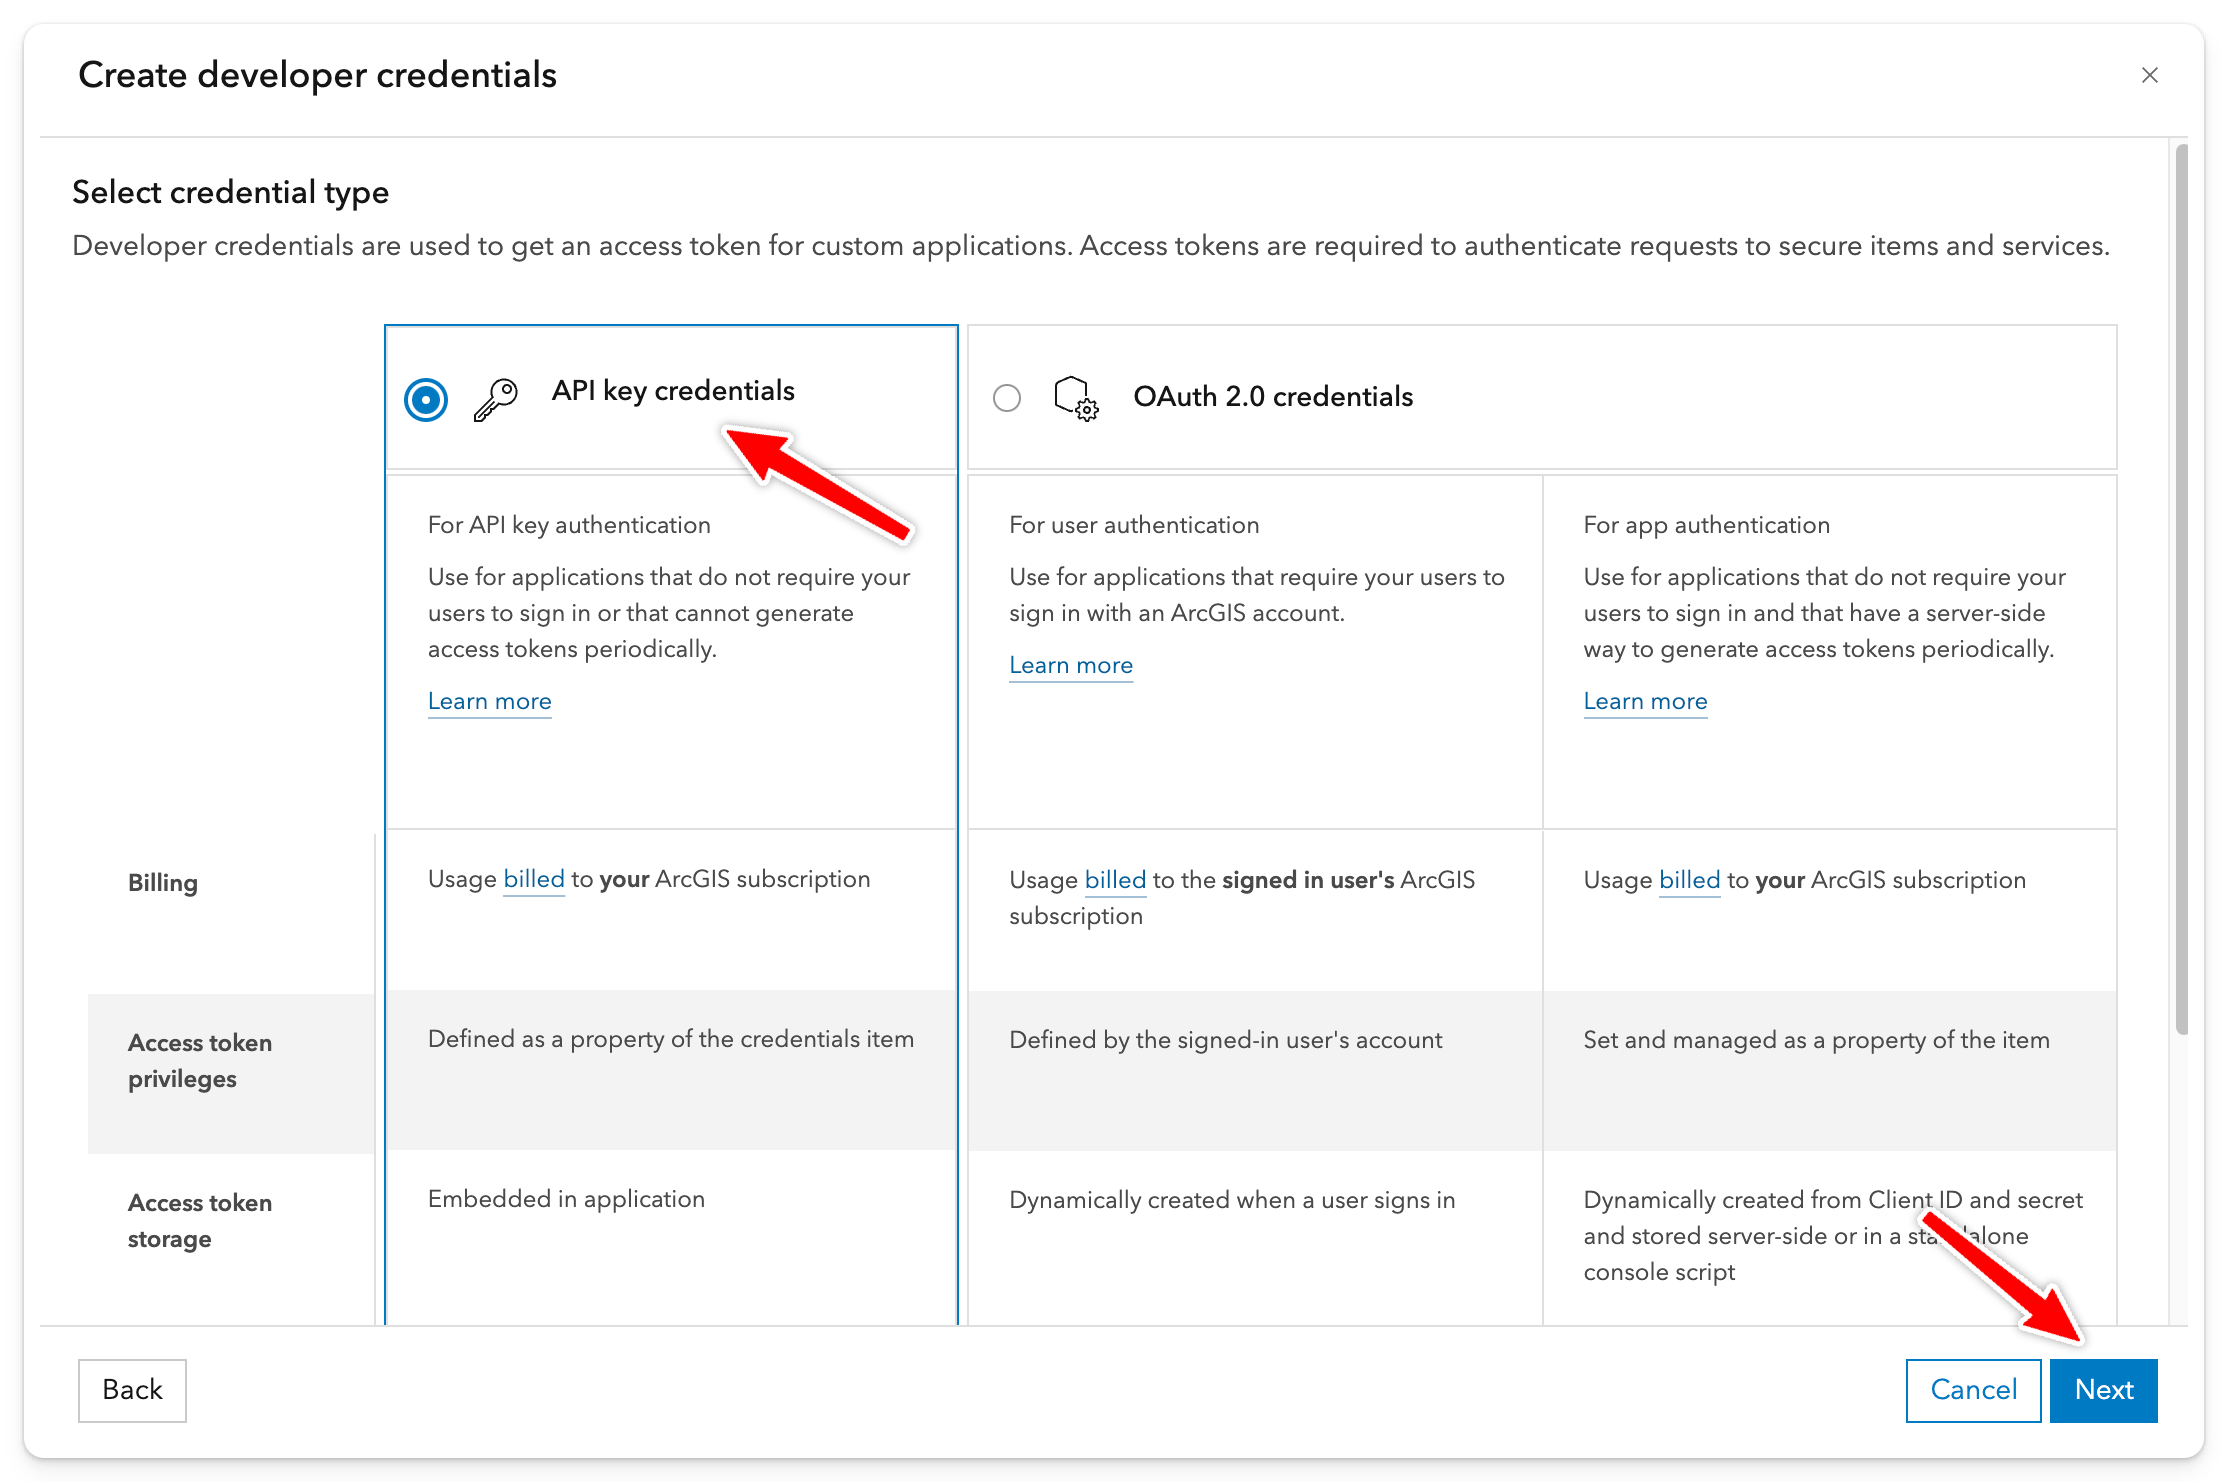 Create developer credentials
Select credential type
Developer credentials are used to get an access token for custom applications. Access tokens are required to authenticate requests to secure items and services.
API key credentials
OAuth 2.0 credentials
For API key authentication
Use for applications that do not require your
users to sign in or that cannot generate
access tokens periodically.
Learn more
For user authentication
Use for applications that require your users to
sign in with an ArcGIS account.
Learn more
For app authentication
Use for applications that do not require your
users to sign in and that have a server-side
way to generate access tokens periodically.
Learn more
Billing
Usage billed to your ArcGIS subscription
Usage billed to the signed in user's ArcGIS
subscription
Usage billed to your ArcGIS subscription
Access token
privileges
Defined as a property of the credentials item
Defined by the signed-in user's account
Set and managed as a property of the item
Access token
storage
Embedded in application
Dynamically created when a user signs in
Dynamically created from Client ID and secret
and stored server-side or in a standalone
console script
Back
Cancel
Next